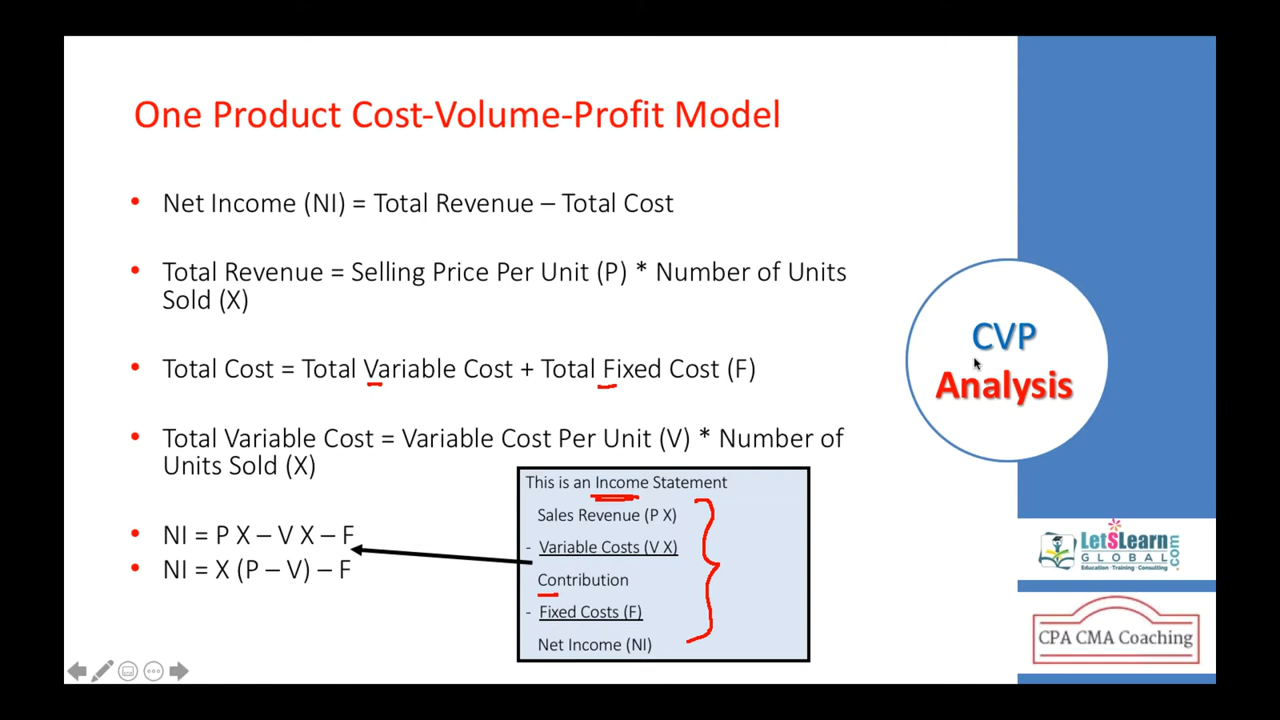 One Product Cost-Volume-Profit Model
• Net Income (NI) = Total Revenue – Total Cost
• Total Revenue = Selling Price Per Unit (P) * Number of Units
Sold (X)
• Total Cost = Total Variable Cost + Total Fixed Cost (F)
• Total Variable Cost = Variable Cost Per Unit (V) * Number of
Units Sold (X)
• NI = P X – V X – F
• NI = X (P – V) – F
This is an Income Statement
Sales Revenue (P X)
- Variable Costs (V X)
Contribution
- Fixed Costs (F)
Net Income (NI)
CVP
Analysis
LetSLearn
GLOBAL
.com
Education • Training • Consulting
CPA CMA Coaching